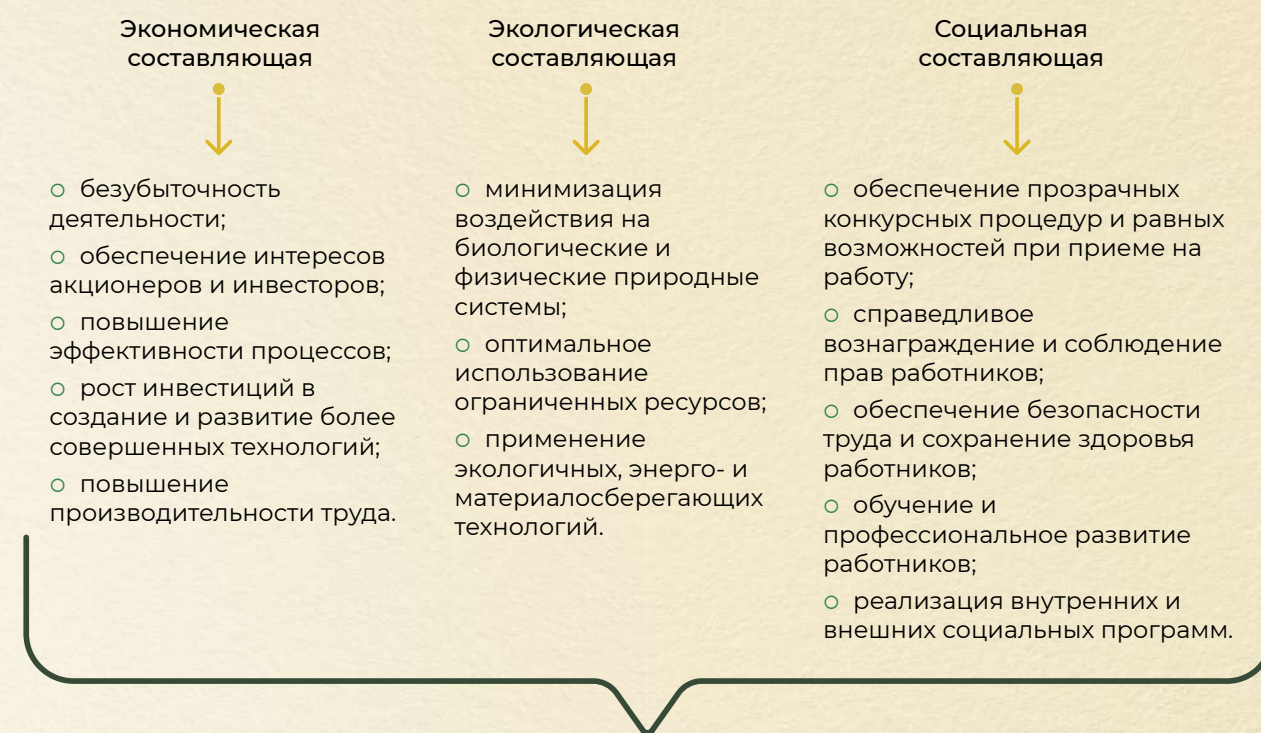 Экономическая
составляющая
○ безубыточность
деятельности;
○ обеспечение интересов
акционеров и инвесторов;
○ повышение
эффективности процессов;
○ рост инвестиций в
создание и развитие более
совершенных технологий;
○ повышение
производительности труда.
Экологическая
составляющая
○ минимизация
воздействия на
биологические и
физические природные
системы;
○ оптимальное
использование
ограниченных ресурсов;
○ применение
экологичных, энерго- и
материалосберегающих
технологий.
Социальная
составляющая
○ обеспечение прозрачных
конкурсных процедур и равных
возможностей при приеме на
работу;
○ справедливое
вознаграждение и соблюдение
прав работников;
○ обеспечение безопасности
труда и сохранение здоровья
работников;
○ обучение и
профессиональное развитие
работников;
○ реализация внутренних и
внешних социальных программ.